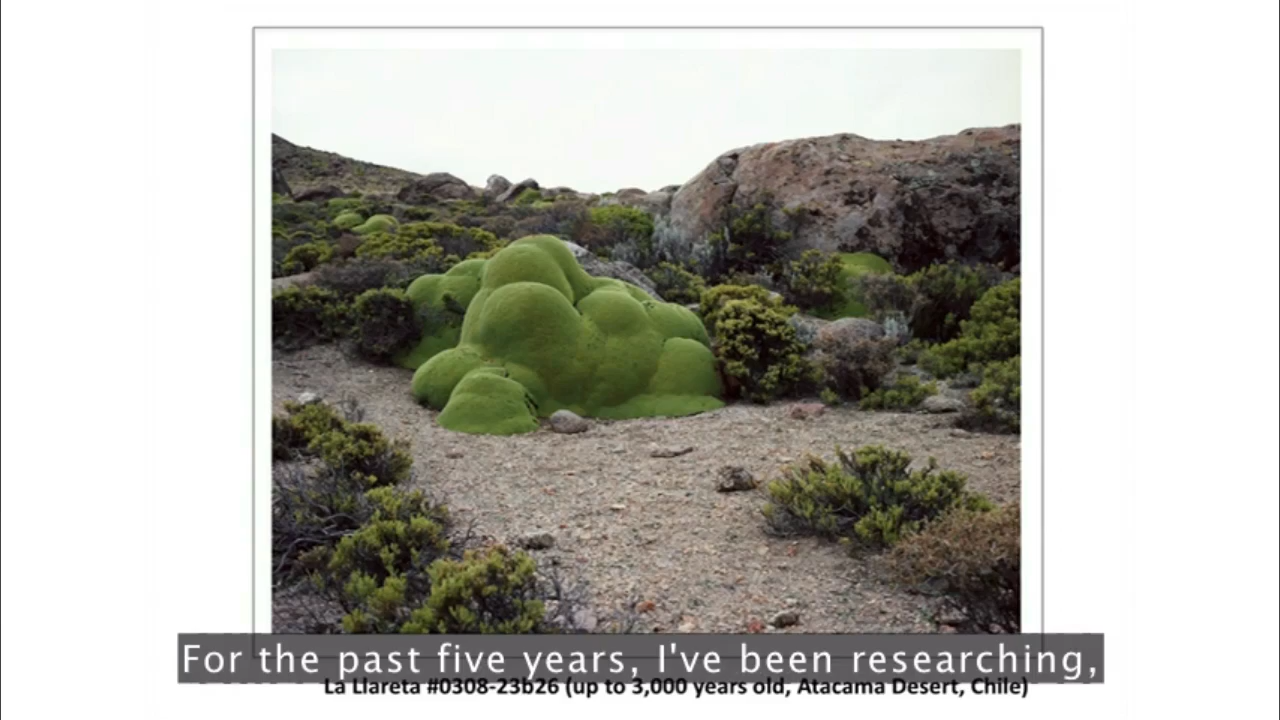 For the past five years, I've been researching,
La Llareta #0308-23b26 (up to 3,000 years old, Atacama Desert, Chile)